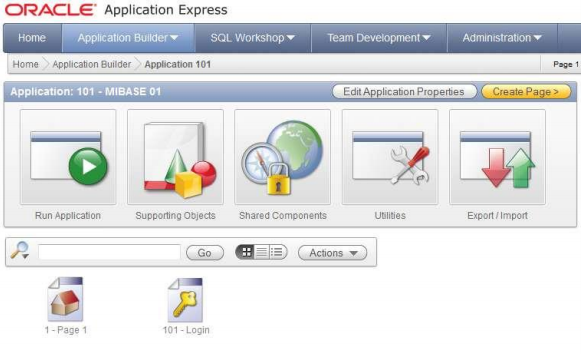 ORACLE Application Express
Home Application Builder SQL Workshop Team Development Administration
Home Application Builder Application 101 Page 1
Application: 101 - MIBASE 01 Edit Application Properties Create Page >
Run Application Supporting Objects Shared Components Utilities Export / Import
Go Actions
1 - Page 1 101 - Login